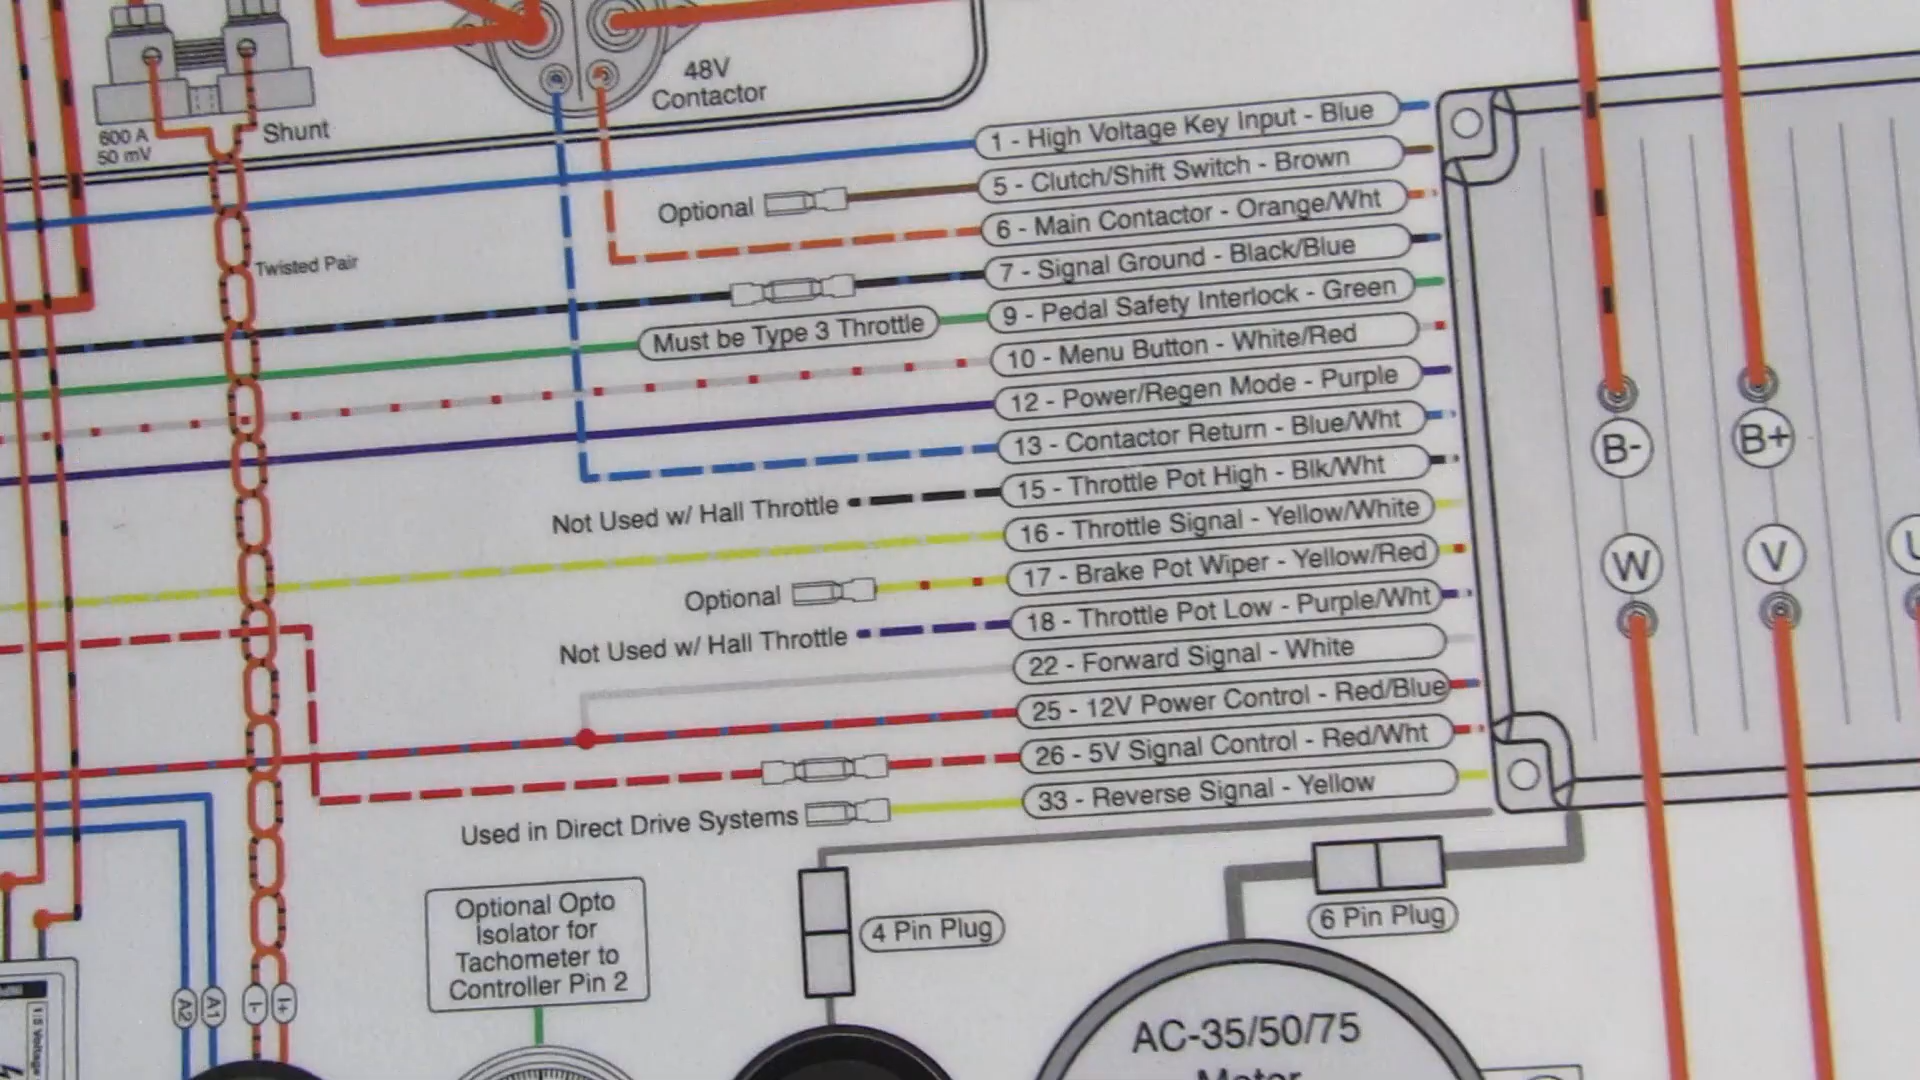 48V
Contactor
600 A
50 mV
Shunt
Twisted Pair
1 - High Voltage Key Input - Blue
Optional
5 - Clutch/Shift Switch - Brown
6 - Main Contactor - Orange/Wht
7 - Signal Ground - Black/Blue
Must be Type 3 Throttle
9 - Pedal Safety Interlock - Green
10 - Menu Button - White/Red
12 - Power/Regen Mode - Purple
13 - Contactor Return - Blue/Wht
Not Used w/ Hall Throttle
15 - Throttle Pot High - Blk/Wht
16 - Throttle Signal - Yellow/White
Optional
17 - Brake Pot Wiper - Yellow/Red
Not Used w/ Hall Throttle
18 - Throttle Pot Low - Purple/Wht
22 - Forward Signal - White
25 - 12V Power Control - Red/Blue
26 - 5V Signal Control - Red/Wht
Used in Direct Drive Systems
33 - Reverse Signal - Yellow
B-
B+
W
V
U
Optional Opto
Isolator for
Tachometer to
Controller Pin 2
4 Pin Plug
6 Pin Plug
A2
A1
I-
I+
AC-35/50/75
Motor